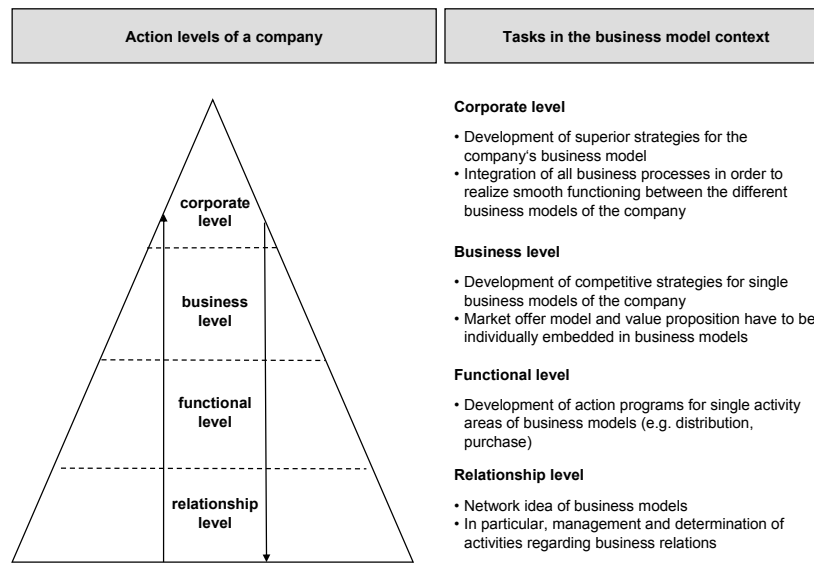 Action levels of a company
Tasks in the business model context
corporate
level
business
level
functional
level
relationship
level
Corporate level
• Development of superior strategies for the
company‘s business model
• Integration of all business processes in order to
realize smooth functioning between the different
business models of the company
Business level
• Development of competitive strategies for single
business models of the company
• Market offer model and value proposition have to be
individually embedded in business models
Functional level
• Development of action programs for single activity
areas of business models (e.g. distribution,
purchase)
Relationship level
• Network idea of business models
• In particular, management and determination of
activities regarding business relations